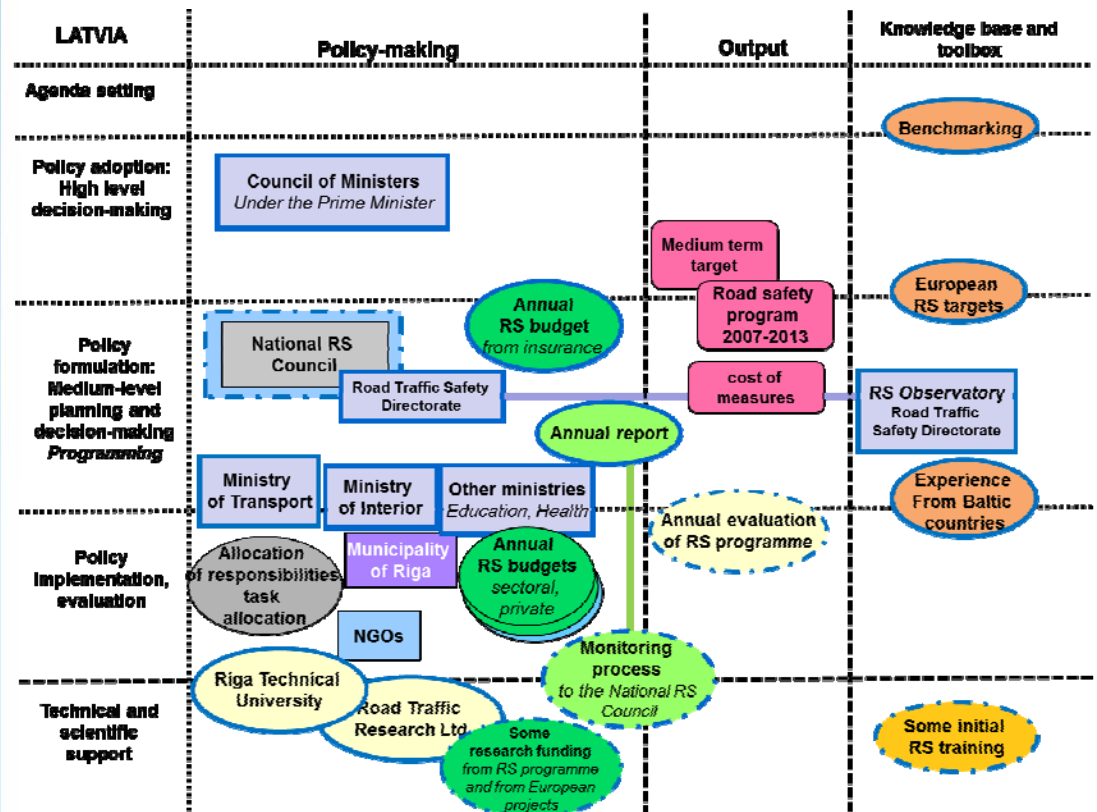 LATVIA
Policy-making
Output
Knowledge base and
toolbox
Agenda setting
Benchmarking
Policy adoption:
High level
decision-making
Council of Ministers
Under the Prime Minister
Medium term
target
European
RS targets
Policy
formulation:
Medium-level
planning and
decision-making
Programming
National RS
Council
Road Traffic Safety
Directorate
Annual
RS budget
from insurance
Road safety
program
2007-2013
cost of
measures
RS Observatory
Road Traffic
Safety Directorate
Annual report
Ministry
of Transport
Ministry
of Interior
Other ministries
Education, Health
Experience
From Baltic
countries
Policy
implementation,
evaluation
Allocation
of responsibilities,
task
allocation
Municipality
of Riga
Annual
RS budgets
sectoral,
private
Annual evaluation
of RS programme
NGOs
Monitoring
process
to the National RS
Council
Technical and
scientific
support
Riga Technical
University
Road Traffic
Research Ltd
Some
research funding
from RS programme
and from European
projects
Some initial
RS training